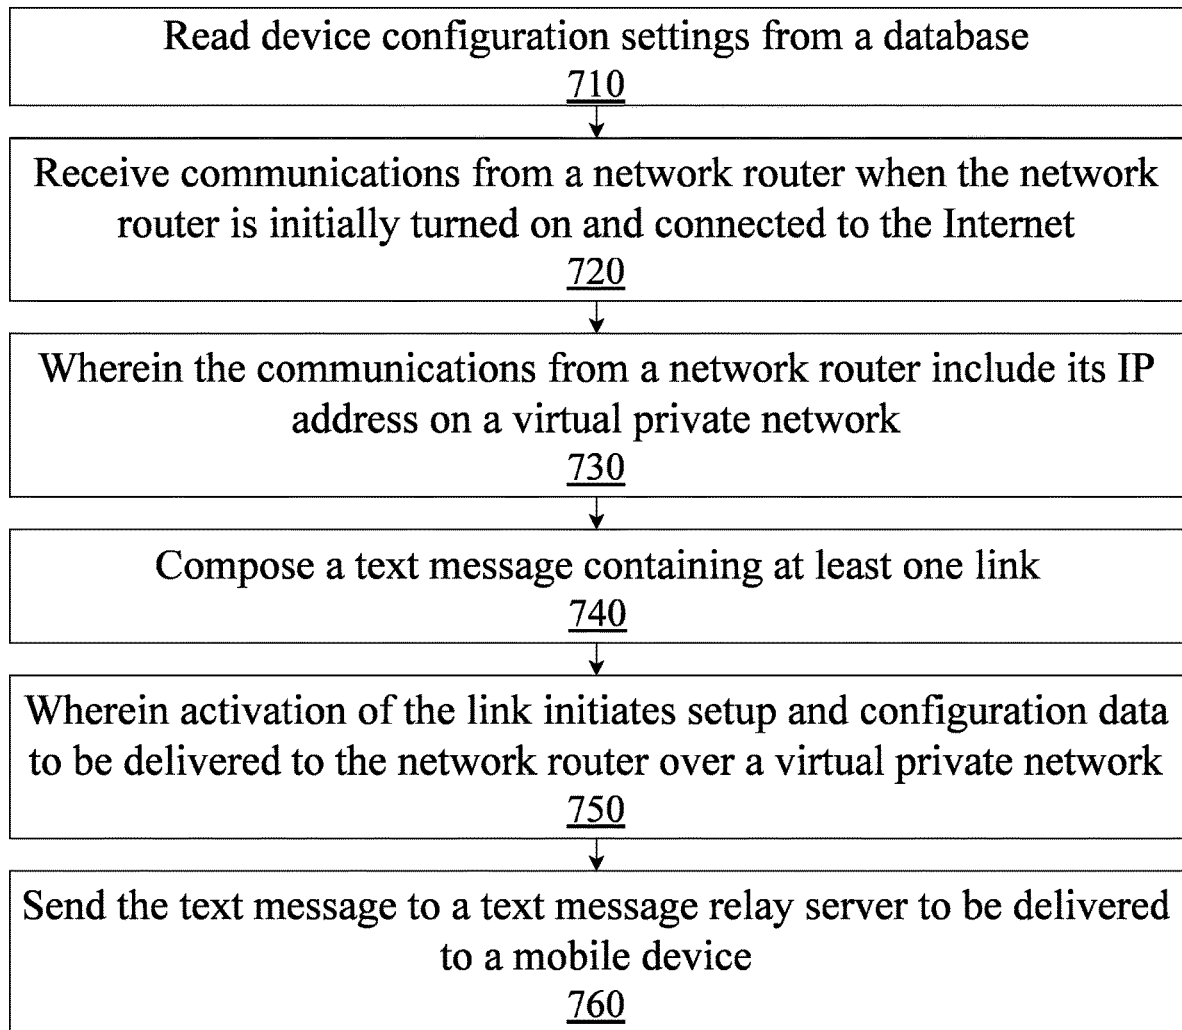 Read device configuration settings from a database
710
Receive communications from a network router when the network
router is initially turned on and connected to the Internet
720
Wherein the communications from a network router include its IP
address on a virtual private network
730
Compose a text message containing at least one link
740
Wherein activation of the link initiates setup and configuration data
to be delivered to the network router over a virtual private network
750
Send the text message to a text message relay server to be delivered
to a mobile device
760